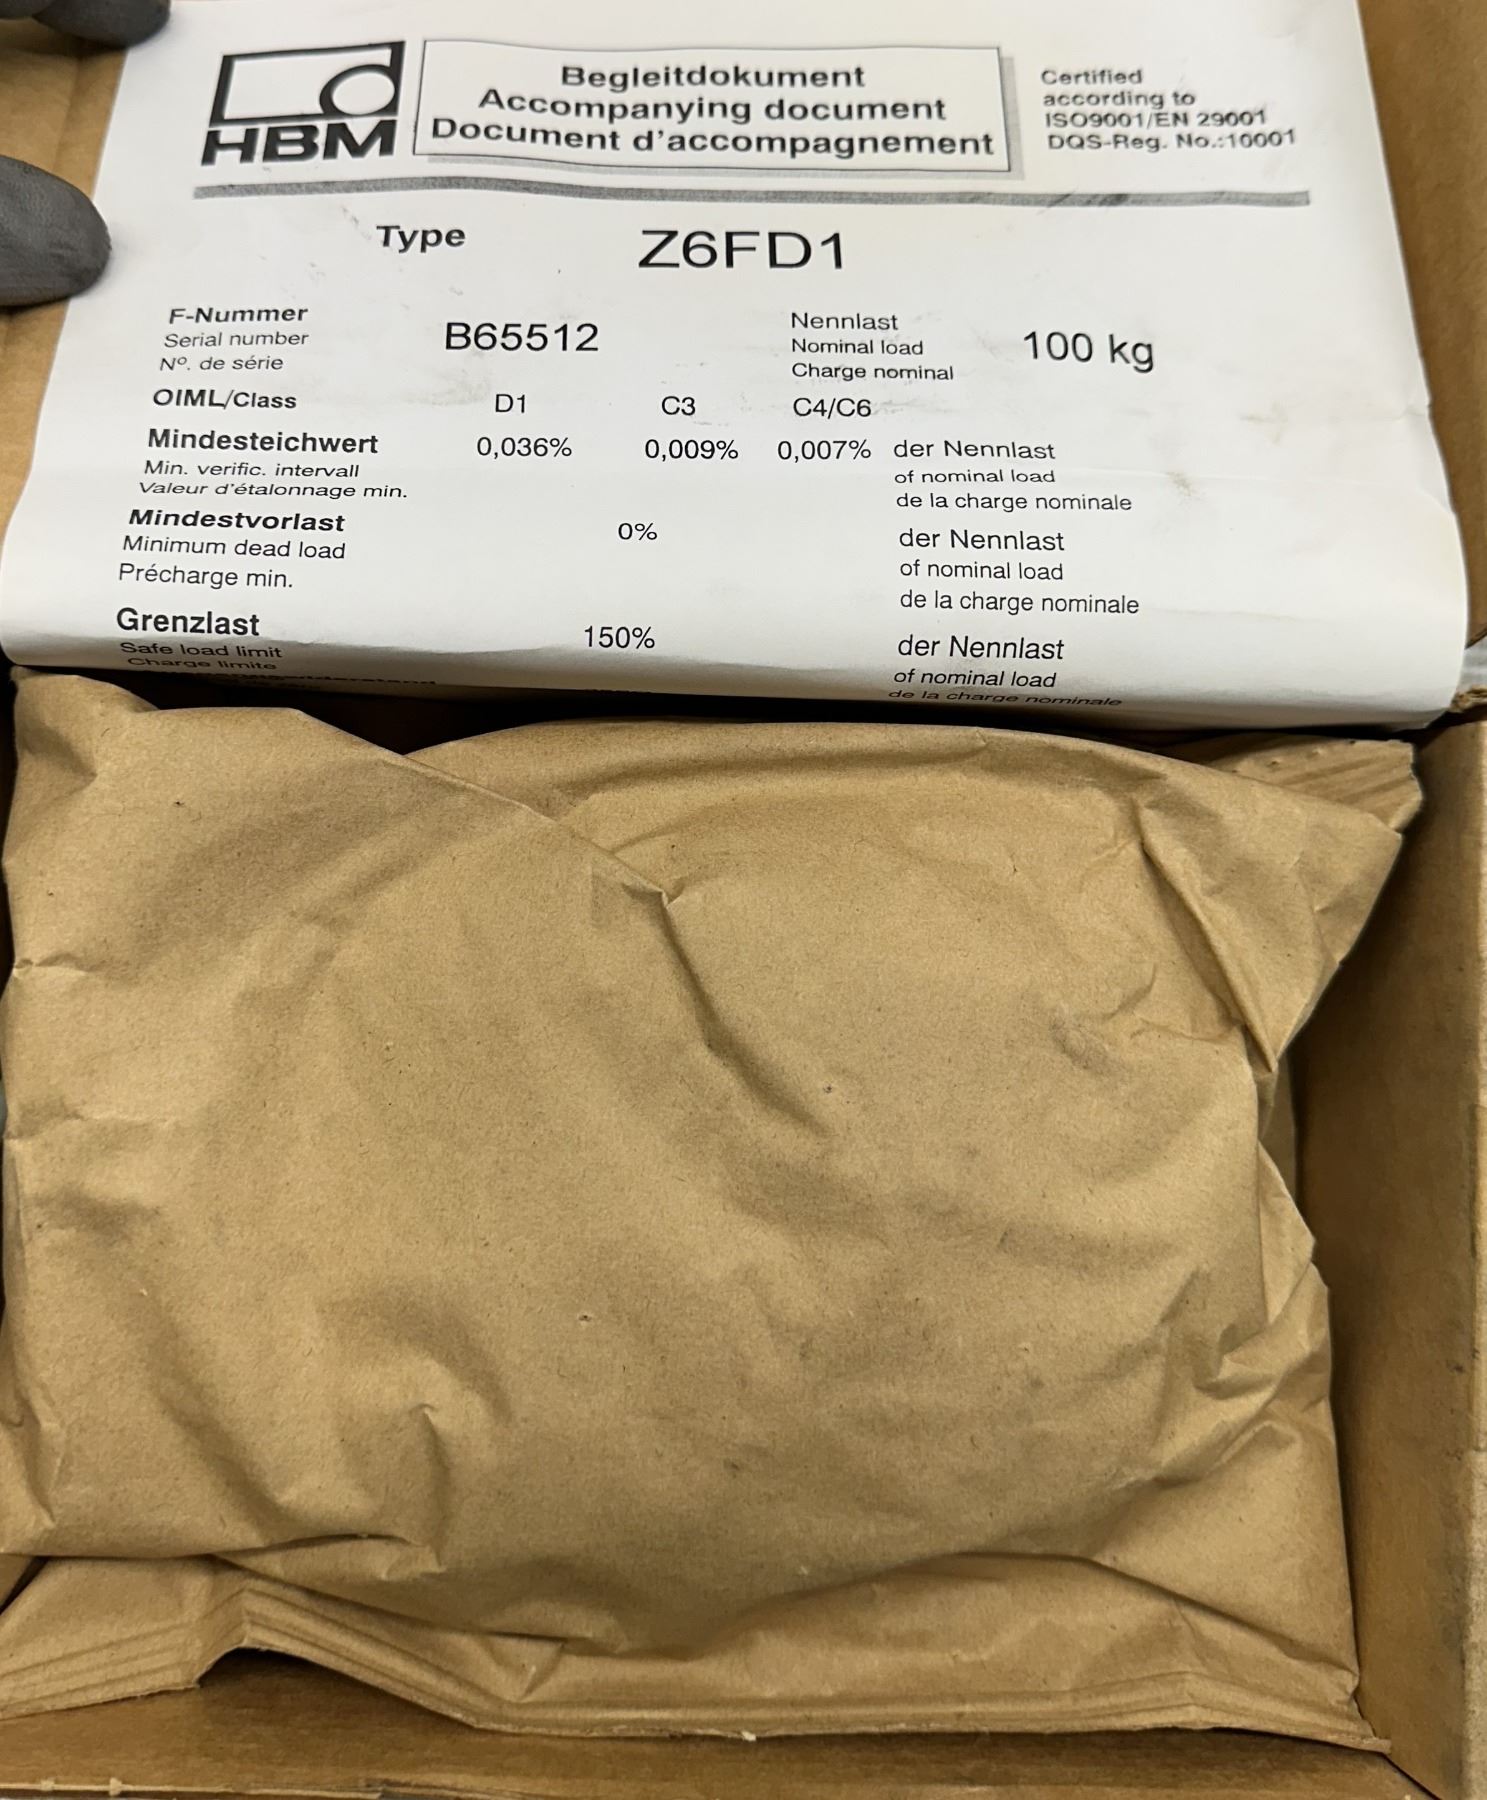 HBM
Begleitdokument
Accompanying document
Document d'accompagnement
Certified
according to
ISO9001/EN 29001
DQS-Reg. No.:10001
Type Z6FD1
F-Nummer
Serial number
Nº. de série
B65512
Nennlast
Nominal load
Charge nominal
100 kg
OIML/Class D1 C3 C4/C6
Mindesteichwert 0,036% 0,009% 0,007% der Nennlast
Min. verific. intervall of nominal load
Valeur d'étalonnage min. de la charge nominale
Mindestvorlast 0% der Nennlast
Minimum dead load of nominal load
Précharge min. de la charge nominale
Grenzlast 150% der Nennlast
Safe load limit of nominal load
Charge limite de la charge nominale